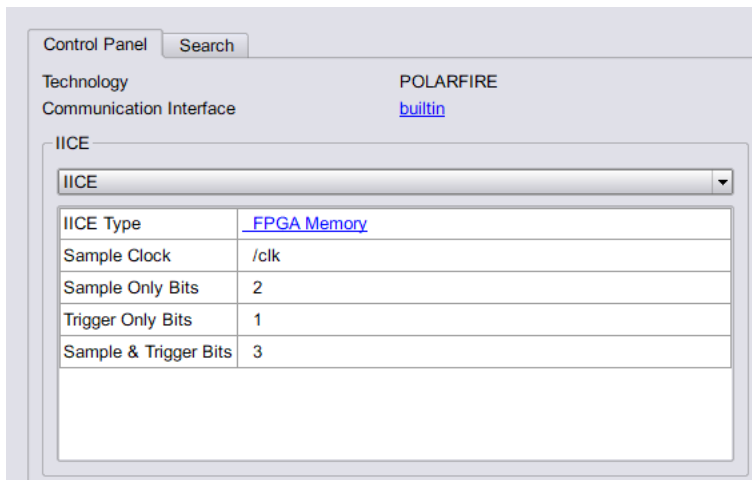 Control Panel Search
Technology POLARFIRE
Communication Interface builtin
IICE
IICE
IICE Type FPGA Memory
Sample Clock /clk
Sample Only Bits 2
Trigger Only Bits 1
Sample & Trigger Bits 3